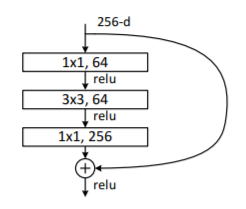 256-d
1x1, 64
relu
3x3, 64
relu
1x1, 256
+
relu